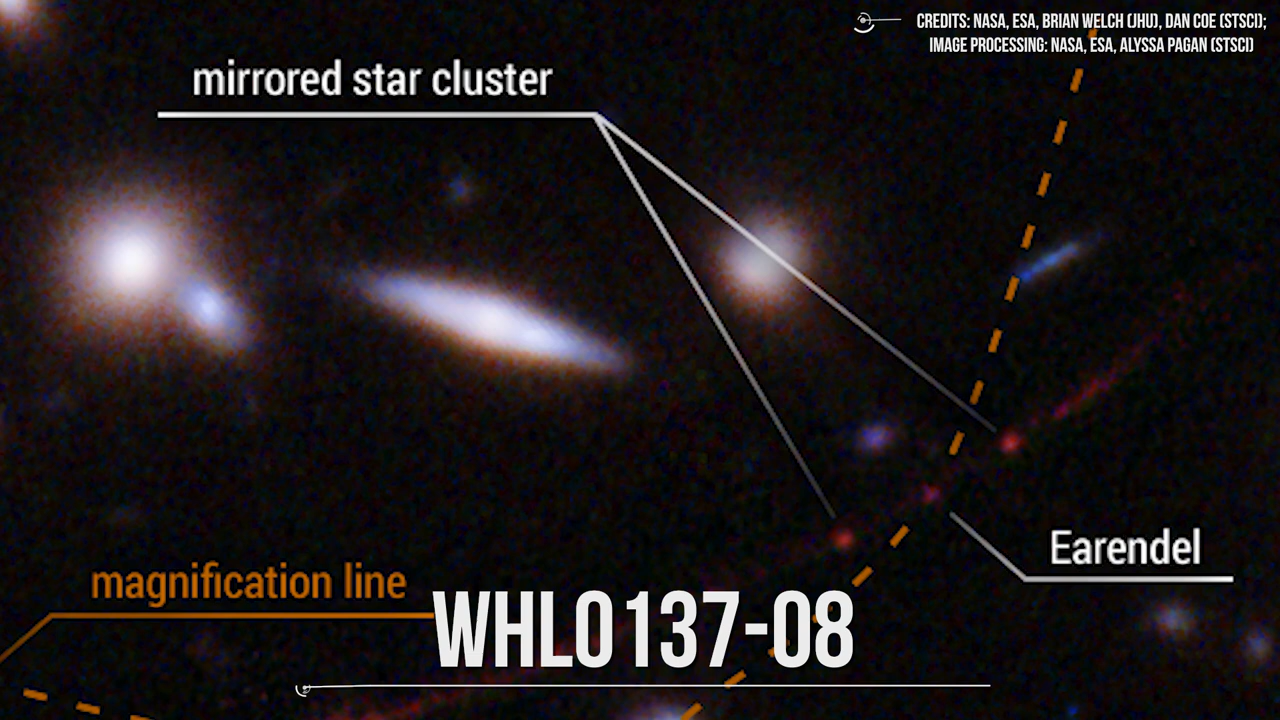 CREDITS: NASA, ESA, BRIAN WELCH (JHU), DAN COE (STSCI);
IMAGE PROCESSING: NASA, ESA, ALYSSA PAGAN (STSCI)
mirrored star cluster
Earendel
magnification line
WHL0137-08